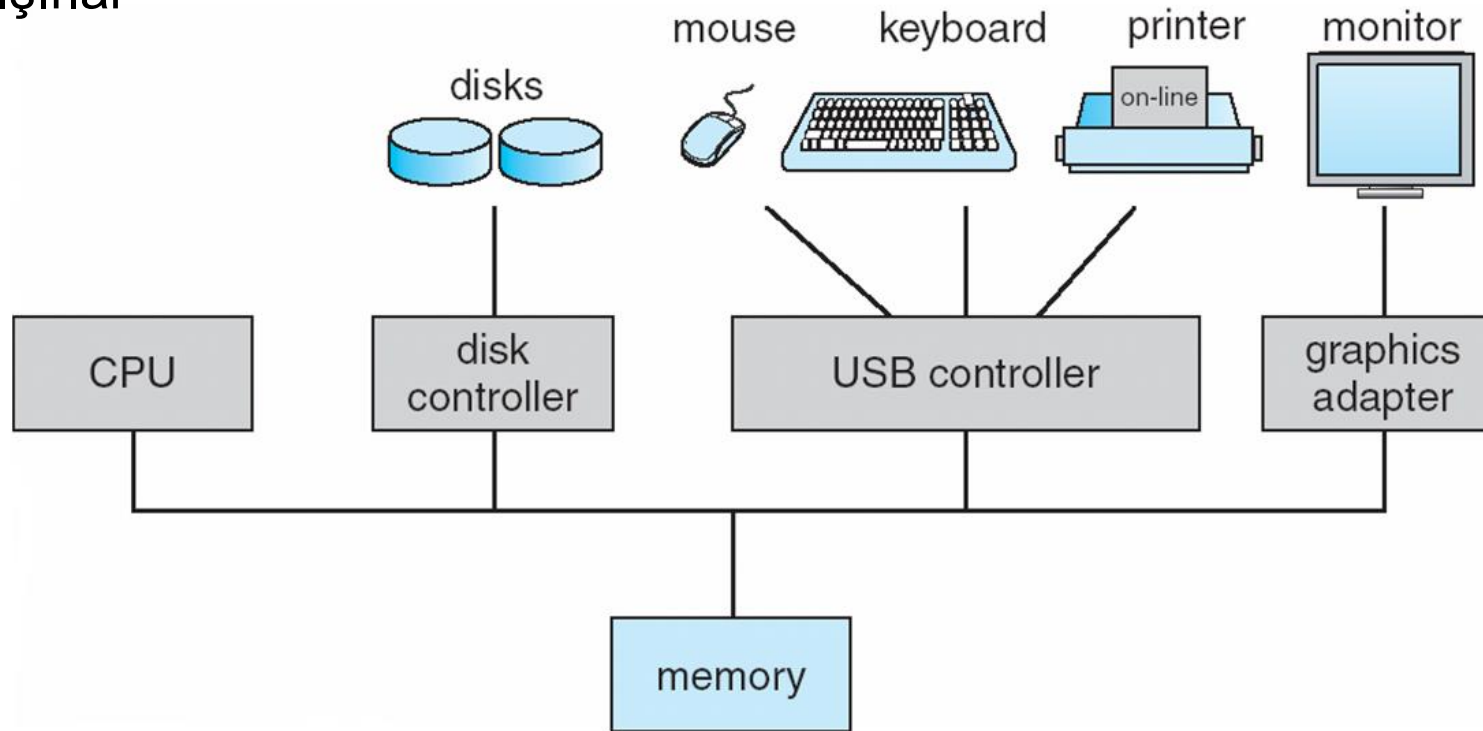 mouse keyboard printer monitor
disks
on-line
CPU
disk
controller
USB controller
graphics
adapter
memory